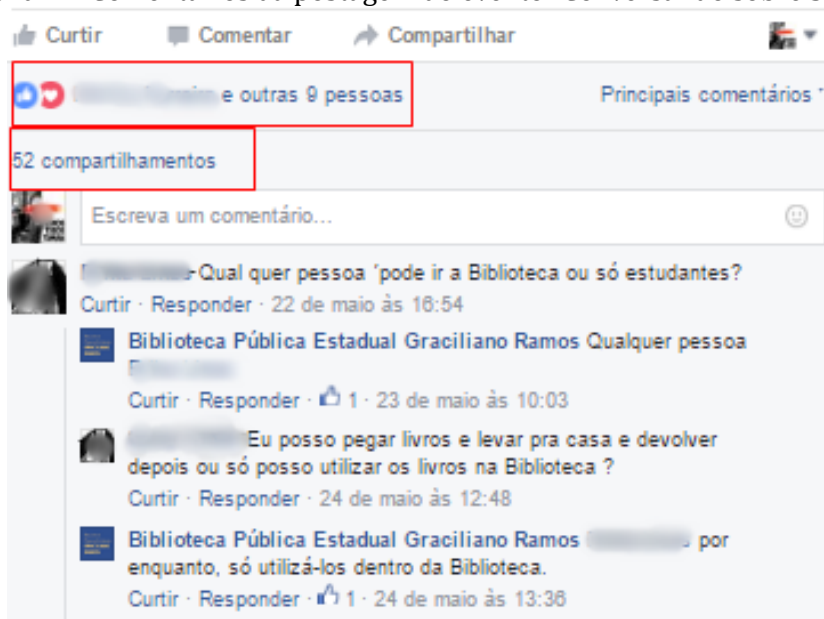 Curtir Comentar Compartilhar
e outras 9 pessoas Principais comentários
52 compartilhamentos
Escreva um comentário...
Qual quer pessoa ´pode ir a Biblioteca ou só estudantes?
Curtir · Responder · 22 de maio às 16:54
Biblioteca Pública Estadual Graciliano Ramos Qualquer pessoa
Curtir · Responder · 1 · 23 de maio às 10:03
Eu posso pegar livros e levar pra casa e devolver
depois ou só posso utilizar os livros na Biblioteca ?
Curtir · Responder · 24 de maio às 12:48
Biblioteca Pública Estadual Graciliano Ramos por
enquanto, só utilizá-los dentro da Biblioteca.
Curtir · Responder · 1 · 24 de maio às 13:36